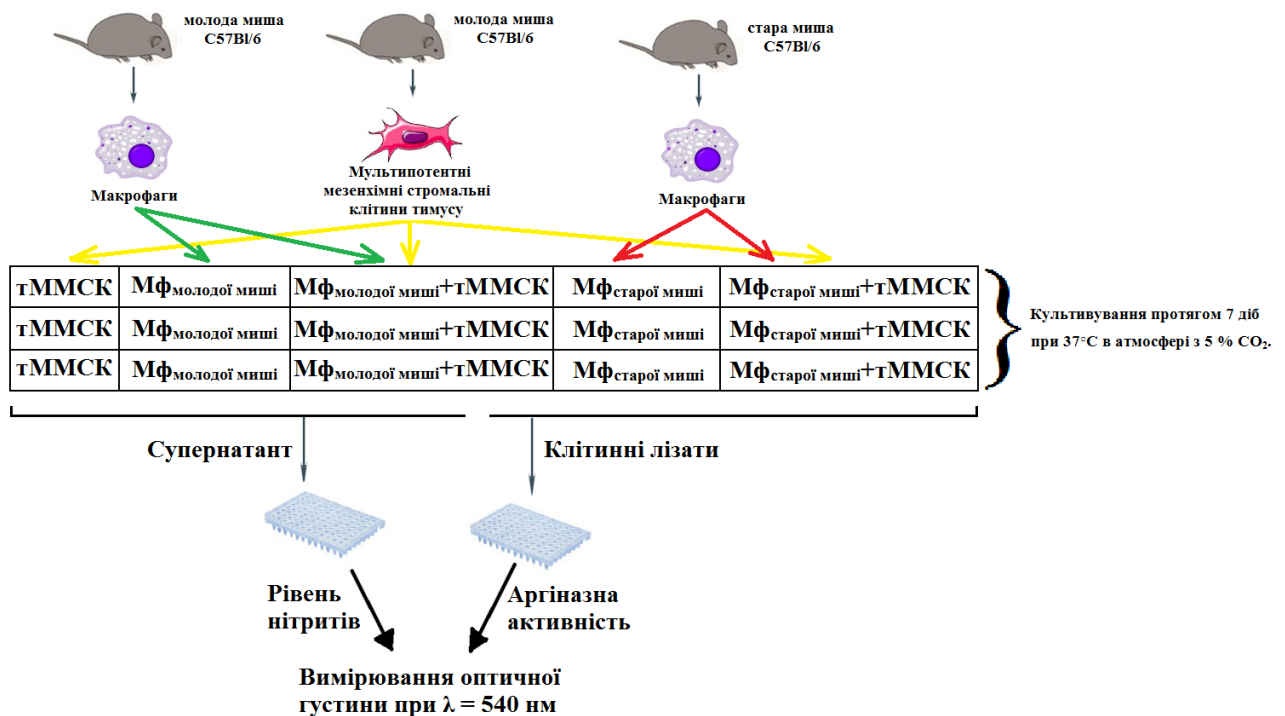 молода миша
C57Bl/6
молода миша
C57Bl/6
стара миша
C57Bl/6
Макрофаги
Мультипотентні
мезенхімні стромальні
клітини тимусу
Макрофаги
тММСК Мфмолодої миші Мфмолодої миші+тММСК Мфстарої миші Мфстарої миші+тММСК
тММСК Мфмолодої миші Мфмолодої миші+тММСК Мфстарої миші Мфстарої миші+тММСК
тММСК Мфмолодої миші Мфмолодої миші+тММСК Мфстарої миші Мфстарої миші+тММСК
Культивування протягом 7 діб
при 37°С в атмосфері з 5 % CO₂.
Супернатант
Клітинні лізати
Рівень
нітритів
Аргіназна
активність
Вимірювання оптичної
густини при λ = 540 нм